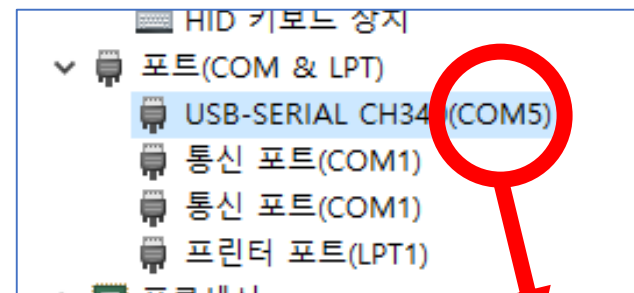 HID 키보드 장치
포트(COM & LPT)
USB-SERIAL CH34 (COM5)
통신 포트(COM1)
통신 포트(COM1)
프린터 포트(LPT1)